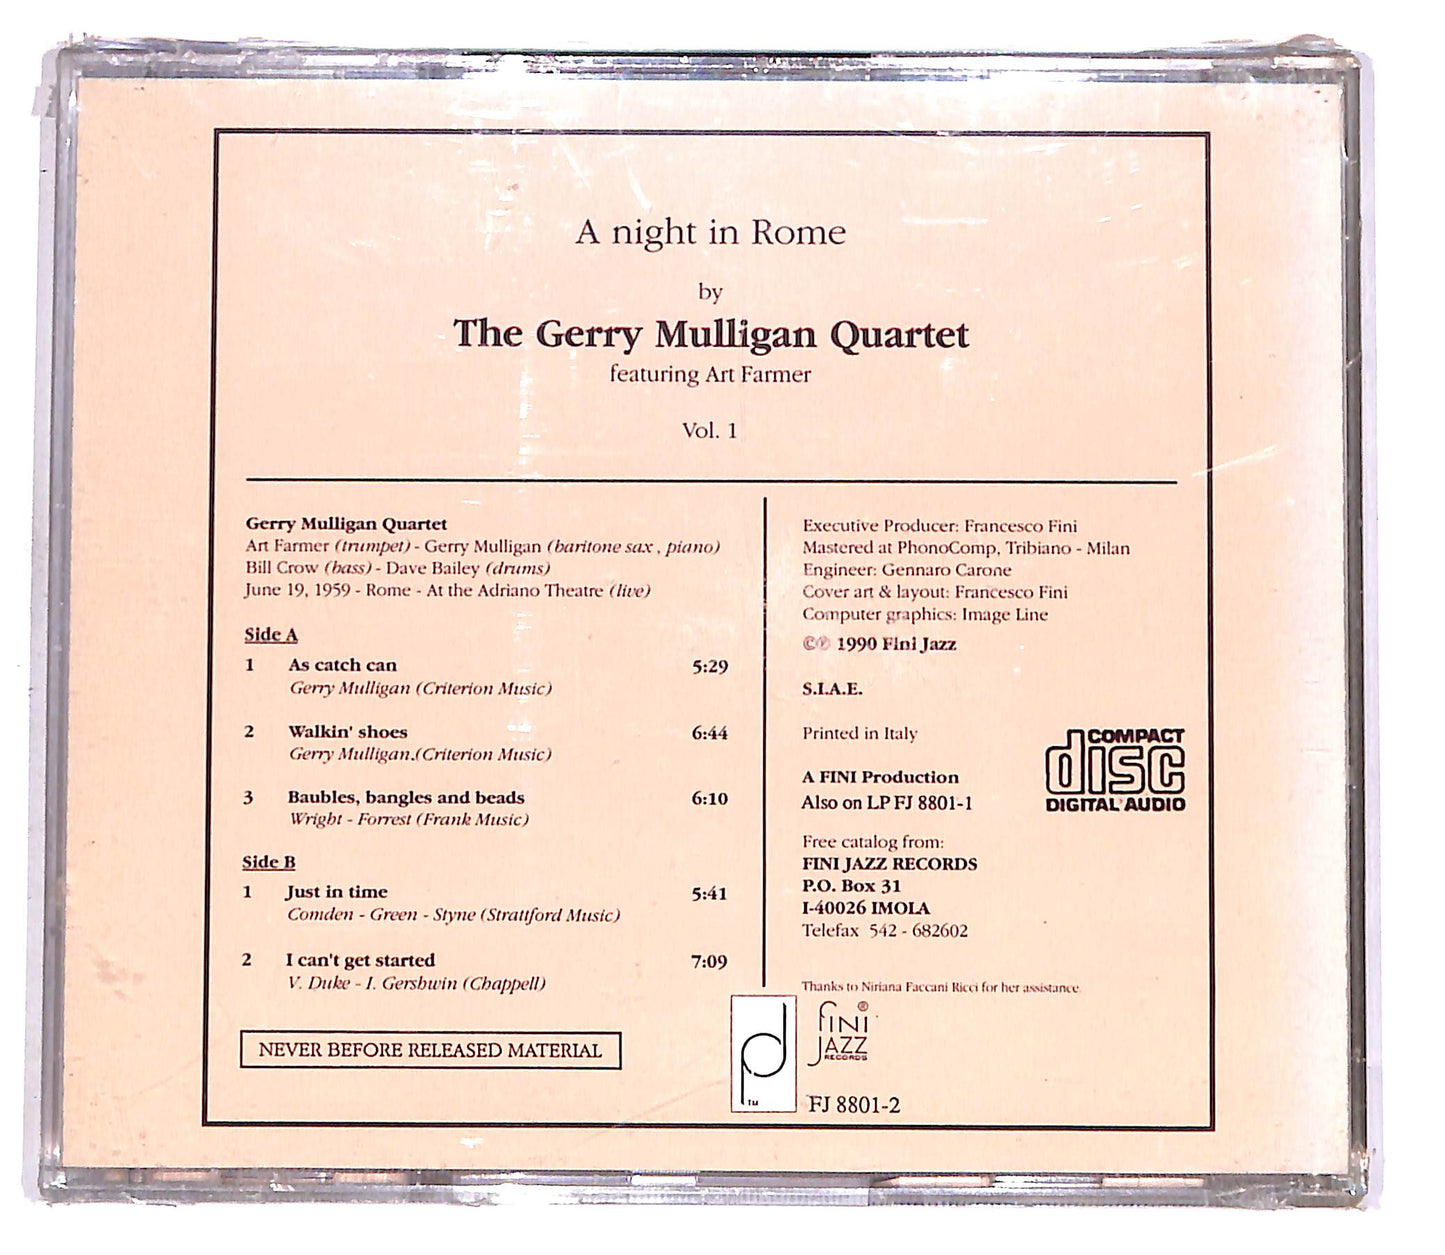 A night in Rome
by
The Gerry Mulligan Quartet
featuring Art Farmer
Vol. 1
Gerry Mulligan Quartet
Art Farmer (trumpet) - Gerry Mulligan (baritone sax , piano)
Bill Crow (bass) - Dave Bailey (drums)
June 19, 1959 - Rome - At the Adriano Theatre (live)
Side A
1 As catch can 5:29
Gerry Mulligan (Criterion Music)
2 Walkin' shoes 6:44
Gerry Mulligan.(Criterion Music)
3 Baubles, bangles and beads 6:10
Wright - Forrest (Frank Music)
Side B
1 Just in time 5:41
Comden - Green - Styne (Strattford Music)
2 I can't get started 7:09
V. Duke - I. Gershwin (Chappell)
NEVER BEFORE RELEASED MATERIAL
Executive Producer: Francesco Fini
Mastered at PhonoComp, Tribiano - Milan
Engineer: Gennaro Carone
Cover art & layout: Francesco Fini
Computer graphics: Image Line
©℗ 1990 Fini Jazz
S.I.A.E.
Printed in Italy
A FINI Production
Also on LP FJ 8801-1
COMPACT
disc
DIGITAL AUDIO
Free catalog from:
FINI JAZZ RECORDS
P.O. Box 31
I-40026 IMOLA
Telefax 542 - 682602
Thanks to Niriana Faccani Ricci for her assistance.
TM
FINI ®
JAZZ
RECORDS
FJ 8801-2